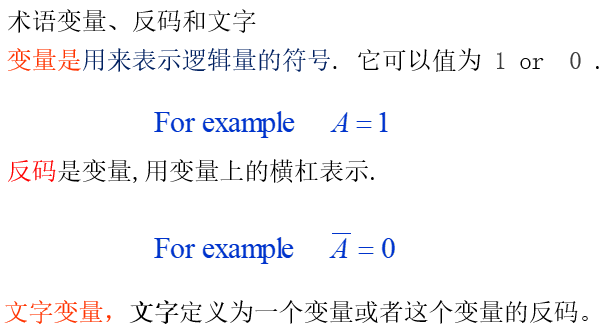 术语变量、反码和文字
变量是用来表示逻辑量的符号. 它可以值为 1 or 0 .
For example A = 1
反码是变量,用变量上的横杠表示.
For example A̅ = 0
文字变量，文字定义为一个变量或者这个变量的反码。